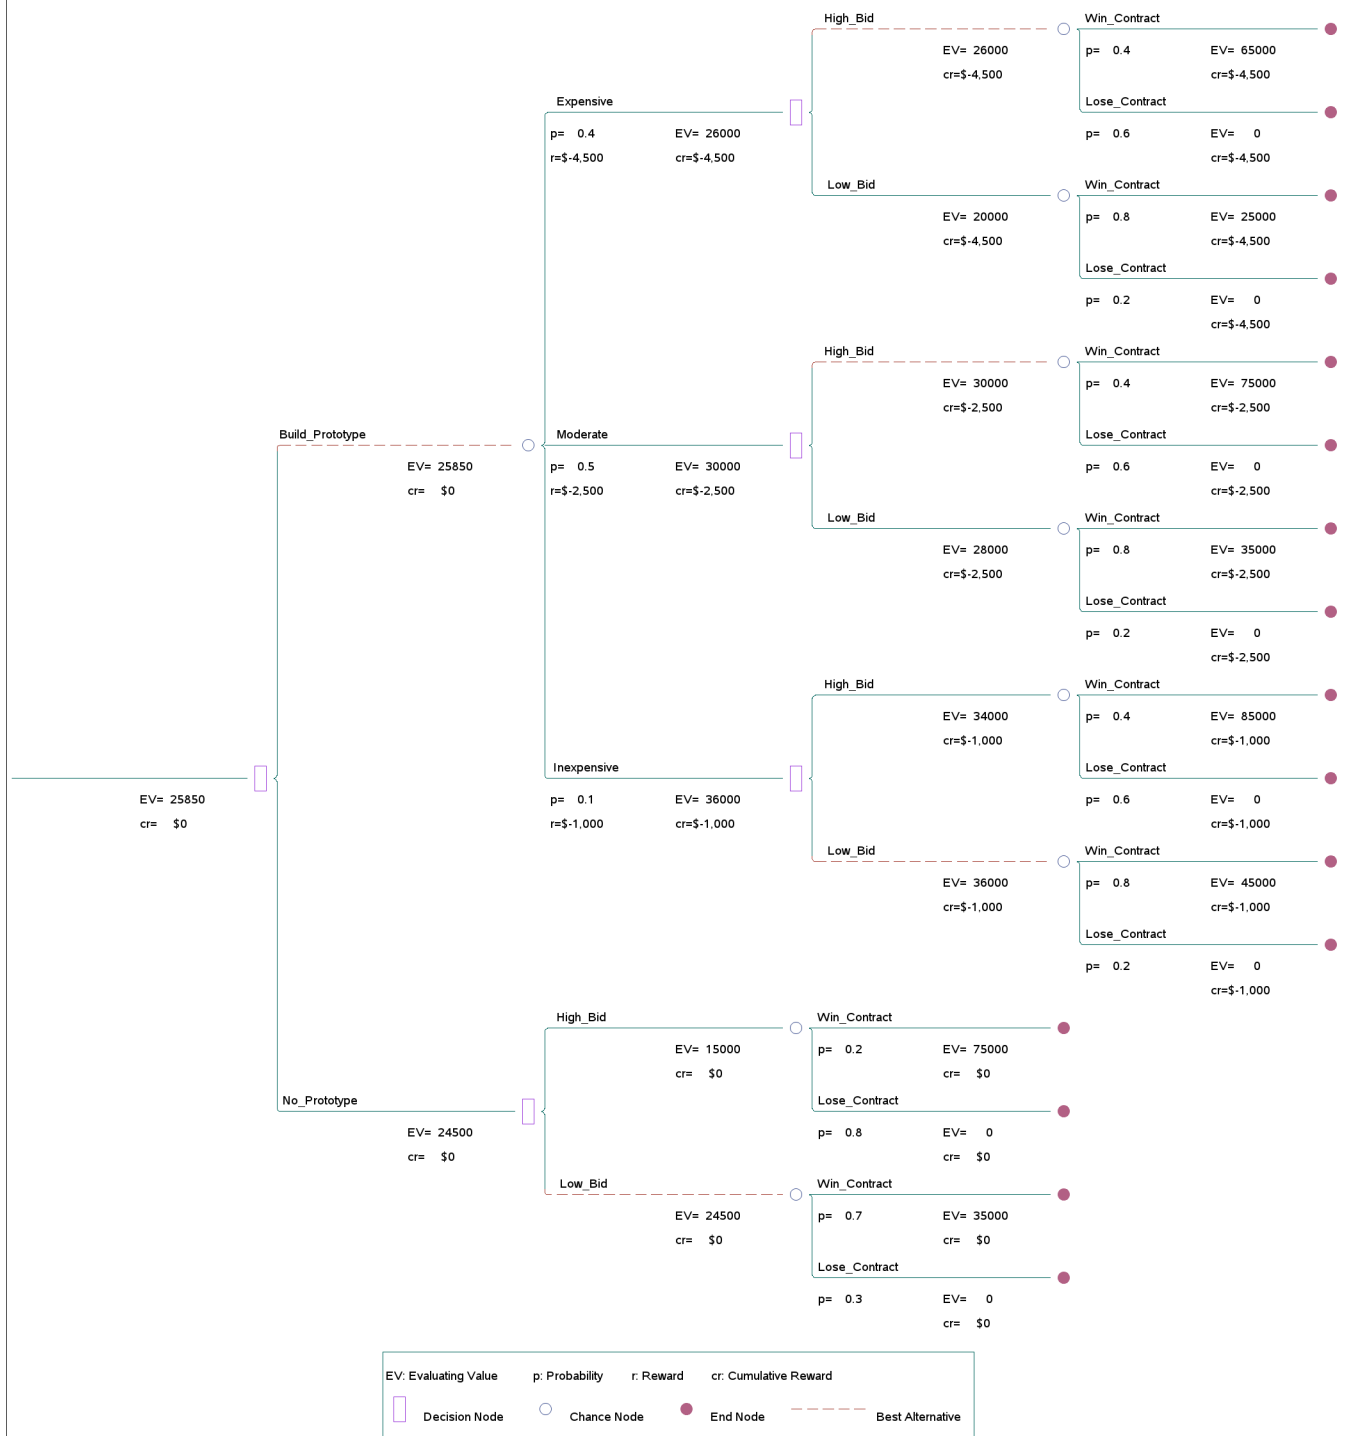 High_Bid Win_Contract
EV= 26000 p= 0.4 EV= 65000
cr=$-4,500 cr=$-4,500
Expensive Lose_Contract
p= 0.4 EV= 26000 p= 0.6 EV= 0
r=$-4,500 cr=$-4,500 cr=$-4,500
Low_Bid Win_Contract
EV= 20000 p= 0.8 EV= 25000
cr=$-4,500 cr=$-4,500
Lose_Contract
p= 0.2 EV= 0
cr=$-4,500
High_Bid Win_Contract
EV= 30000 p= 0.4 EV= 75000
cr=$-2,500 cr=$-2,500
Build_Prototype Moderate Lose_Contract
EV= 25850 p= 0.5 EV= 30000 p= 0.6 EV= 0
cr= $0 r=$-2,500 cr=$-2,500 cr=$-2,500
Low_Bid Win_Contract
EV= 28000 p= 0.8 EV= 35000
cr=$-2,500 cr=$-2,500
Lose_Contract
p= 0.2 EV= 0
cr=$-2,500
High_Bid Win_Contract
EV= 34000 p= 0.4 EV= 85000
cr=$-1,000 cr=$-1,000
Inexpensive Lose_Contract
EV= 25850 p= 0.1 EV= 36000 p= 0.6 EV= 0
cr= $0 r=$-1,000 cr=$-1,000 cr=$-1,000
Low_Bid Win_Contract
EV= 36000 p= 0.8 EV= 45000
cr=$-1,000 cr=$-1,000
Lose_Contract
p= 0.2 EV= 0
cr=$-1,000
High_Bid Win_Contract
EV= 15000 p= 0.2 EV= 75000
cr= $0 cr= $0
No_Prototype Lose_Contract
EV= 24500 p= 0.8 EV= 0
cr= $0 cr= $0
Low_Bid Win_Contract
EV= 24500 p= 0.7 EV= 35000
cr= $0 cr= $0
Lose_Contract
p= 0.3 EV= 0
cr= $0
EV: Evaluating Value p: Probability r: Reward cr: Cumulative Reward
Decision Node Chance Node End Node Best Alternative